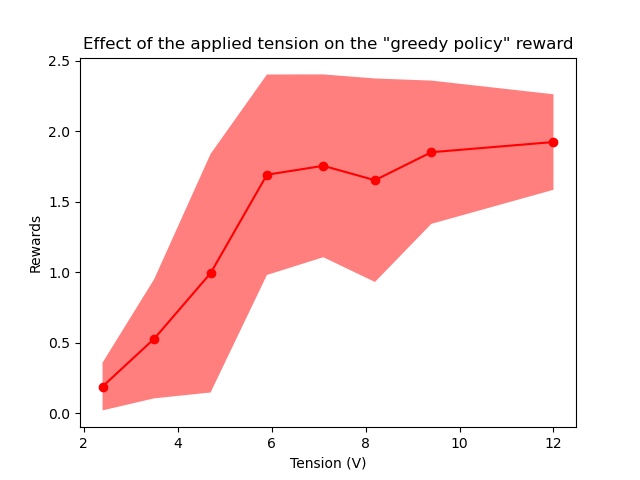 Effect of the applied tension on the "greedy policy" reward
2.5
2.0
1.5
1.0
0.5
0.0
Rewards
2 4 6 8 10 12
Tension (V)